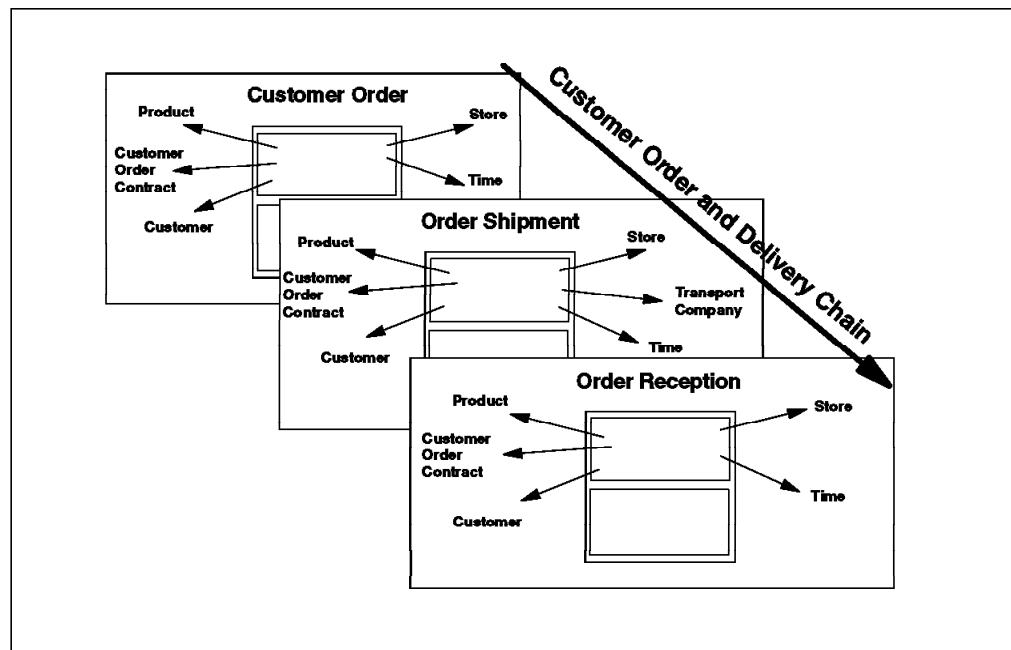 Customer Order and Delivery Chain
Customer Order
Product
Store
Customer
Order
Contract
Time
Customer
Order Shipment
Product
Store
Customer
Order
Contract
Transport
Company
Customer
Time
Order Reception
Product
Store
Customer
Order
Contract
Time
Customer